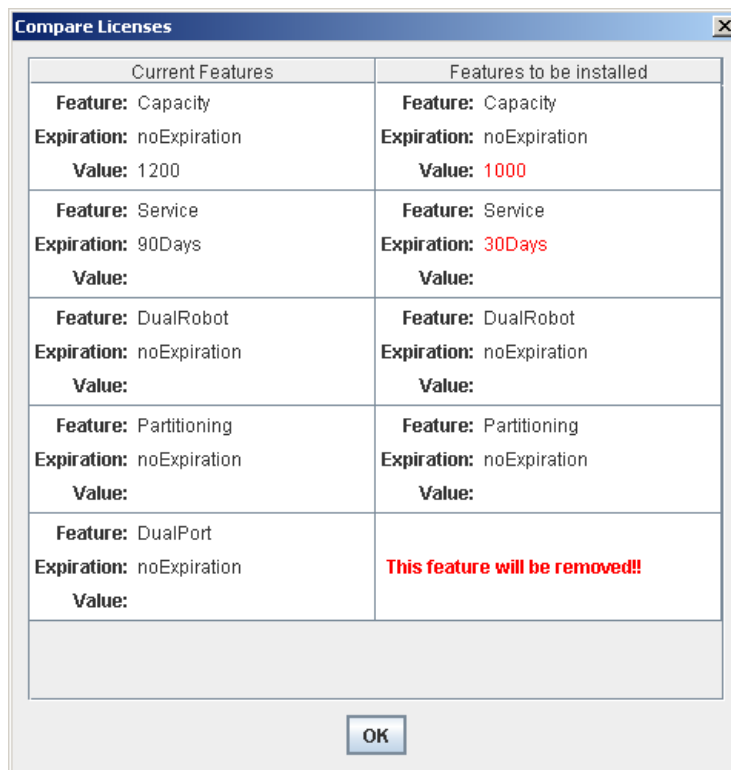 Compare Licenses
Current Features Features to be installed
Feature: Capacity Feature: Capacity
Expiration: noExpiration Expiration: noExpiration
Value: 1200 Value: 1000
Feature: Service Feature: Service
Expiration: 90Days Expiration: 30Days
Value: Value:
Feature: DualRobot Feature: DualRobot
Expiration: noExpiration Expiration: noExpiration
Value: Value:
Feature: Partitioning Feature: Partitioning
Expiration: noExpiration Expiration: noExpiration
Value: Value:
Feature: DualPort
Expiration: noExpiration This feature will be removed!!
Value:
OK